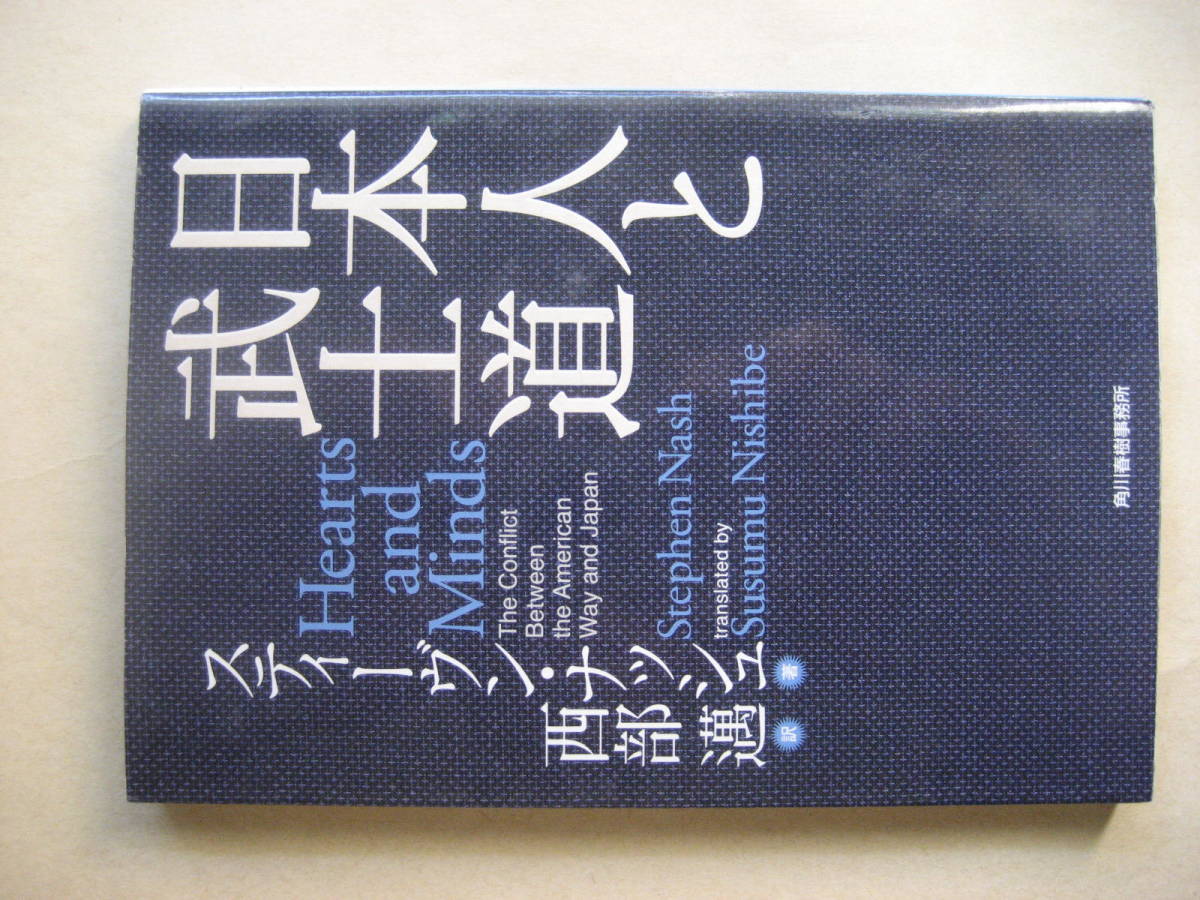 日本人と
武士道
Hearts
and
Minds
The Conflict
Between
the American
Way and Japan
Stephen Nash
translated by
Susumu Nishibe
スティーヴン・ナッシュ 著
西部邁 訳
角川春樹事務所